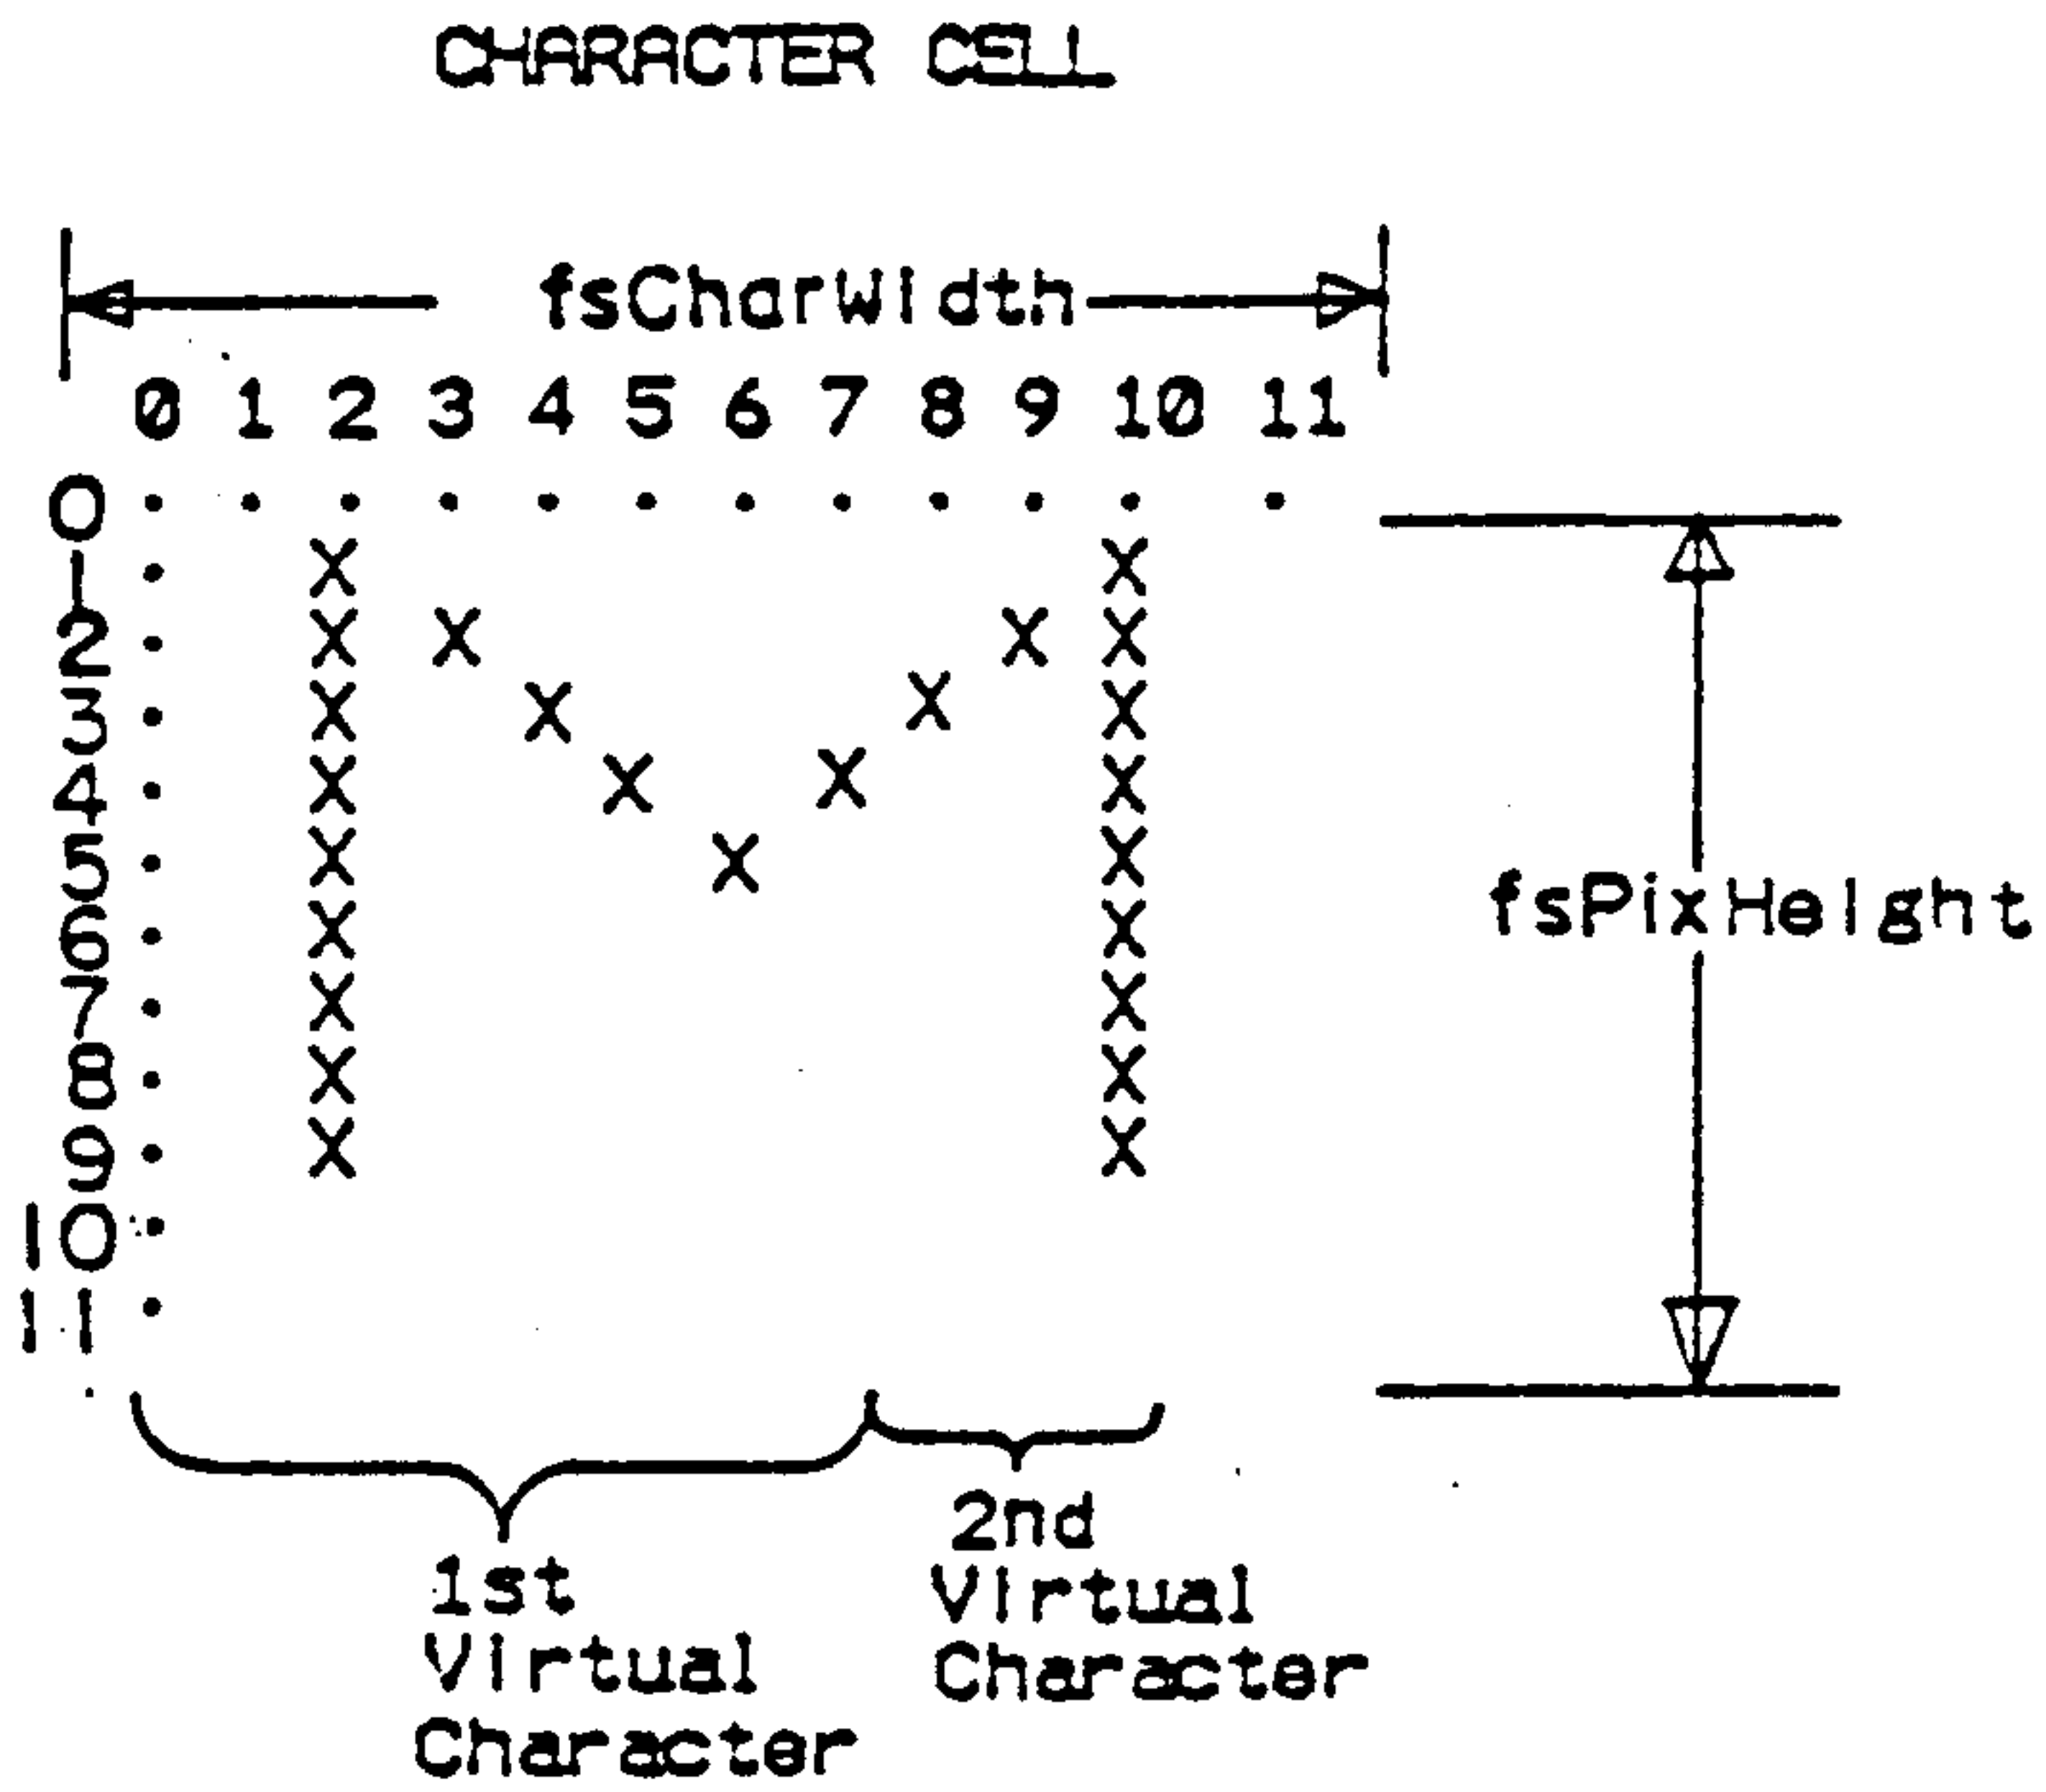 CHARACTER CELL
fsCharWidth
0 1 2 3 4 5 6 7 8 9 10 11
0 . . . . . . . . . . . .
1 . X X
2 . X X X X
3 . X X X X
4 . X X X X
5 . X X X
6 . X X
fsPixHeight
7 . X X
8 . X X
9 . X X
10 .
11 .
1st
Virtual
Character
2nd
Virtual
Character